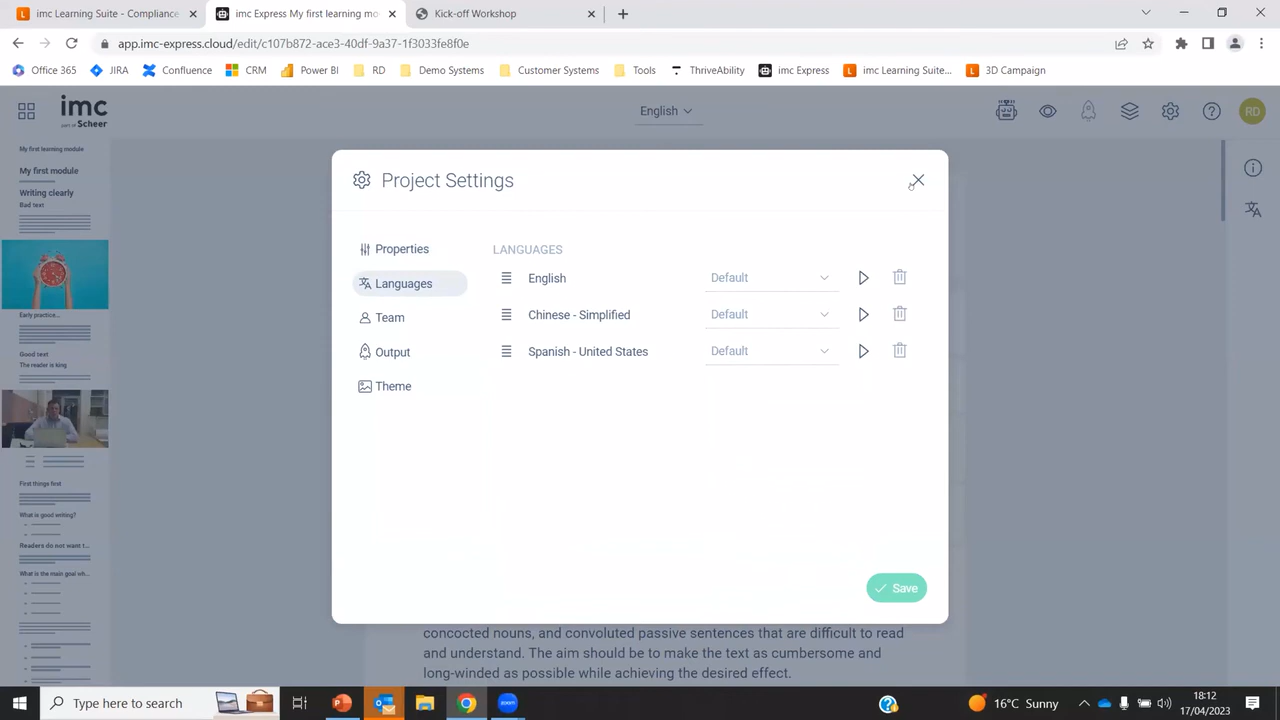 imc Learning Suite - Compliance
imc Express My first learning mo
Kick-off Workshop
app.imc-express.cloud/edit/c107b872-ace3-40df-9a37-1f3033fe8f0e
Office 365
JIRA
Confluence
CRM
Power BI
RD
Demo Systems
Customer Systems
Tools
ThriveAbility
imc Express
imc Learning Suite...
3D Campaign
imc
PART OF Scheer
English
RD
My first learning module
My first module
Writing clearly
Bad text
Early practice...
Good text
The reader is king
First things first
What is good writing?
Readers do not want t...
What is the main goal wh...
Project Settings
Properties
Languages
Team
Output
Theme
LANGUAGES
English Default
Chinese - Simplified Default
Spanish - United States Default
Save
concocted nouns, and convoluted passive sentences that are difficult to read
and understand. The aim should be to make the text as cumbersome and
long-winded as possible while achieving the desired effect.
Type here to search
zoom
16°C Sunny
18:12
17/04/2023